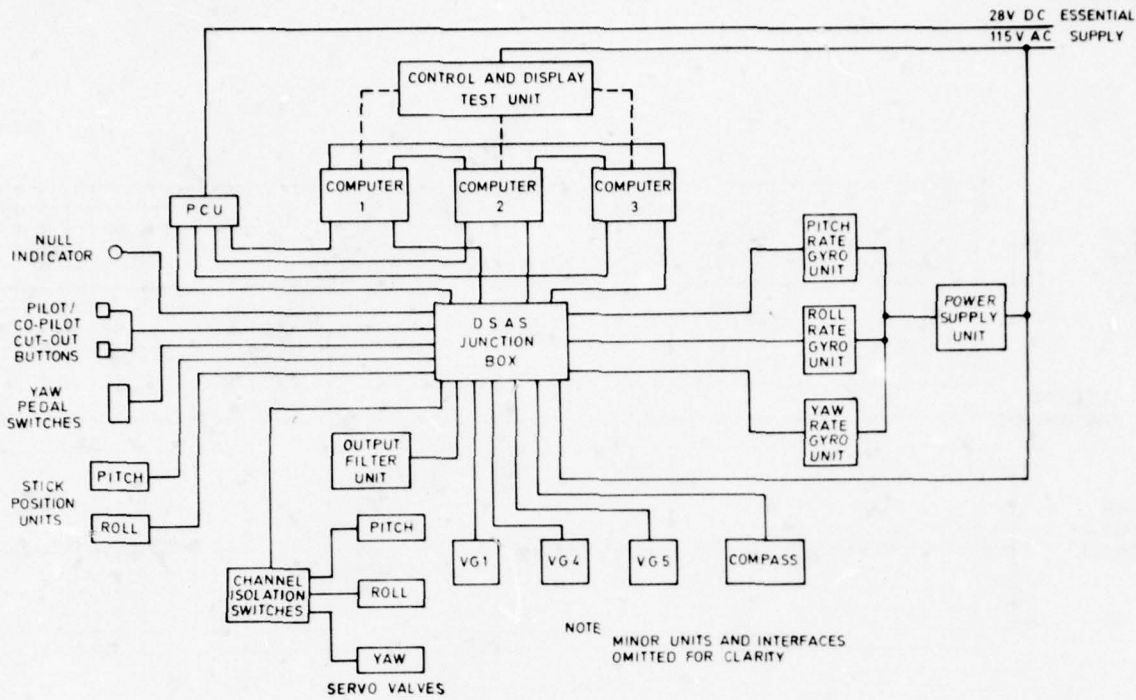 28V DC ESSENTIAL
115V AC SUPPLY
CONTROL AND DISPLAY
TEST UNIT
COMPUTER
1
COMPUTER
2
COMPUTER
3
PCU
NULL
INDICATOR
PILOT/
CO-PILOT
CUT-OUT
BUTTONS
YAW
PEDAL
SWITCHES
STICK
POSITION
UNITS
PITCH
ROLL
DSAS
JUNCTION
BOX
PITCH
RATE
GYRO
UNIT
ROLL
RATE
GYRO
UNIT
YAW
RATE
GYRO
UNIT
POWER
SUPPLY
UNIT
OUTPUT
FILTER
UNIT
CHANNEL
ISOLATION
SWITCHES
PITCH
ROLL
YAW
SERVO VALVES
VG1
VG4
VG5
COMPASS
NOTE
MINOR UNITS AND INTERFACES
OMITTED FOR CLARITY